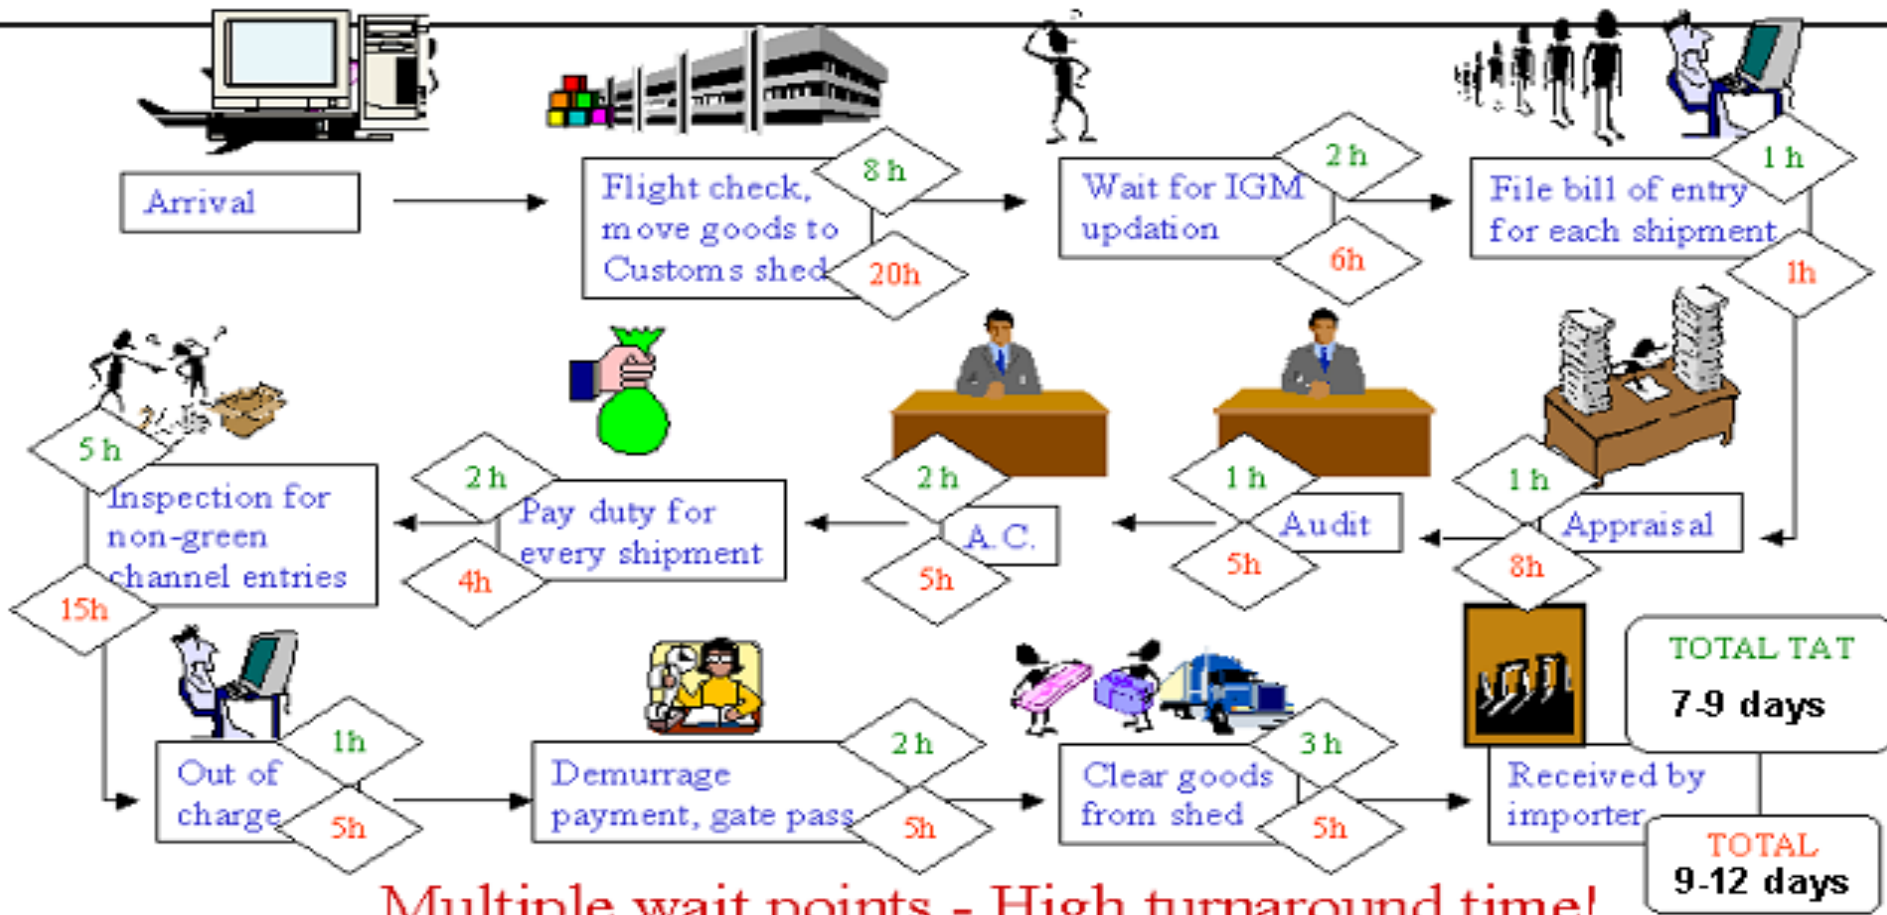 Arrival
Flight check,
move goods to
Customs shed
8 h
20h
Wait for IGM
updation
2 h
6h
File bill of entry
for each shipment
1 h
1h
Appraisal
1 h
8h
Audit
1 h
5h
A.C.
2 h
5h
Pay duty for
every shipment
2 h
4h
Inspection for
non-green
channel entries
5 h
15h
Out of
charge
1h
5h
Demurrage
payment, gate pass
2 h
5h
Clear goods
from shed
3 h
5h
Received by
importer
TOTAL TAT
7-9 days
TOTAL
9-12 days
Multiple wait points - High turnaround time!